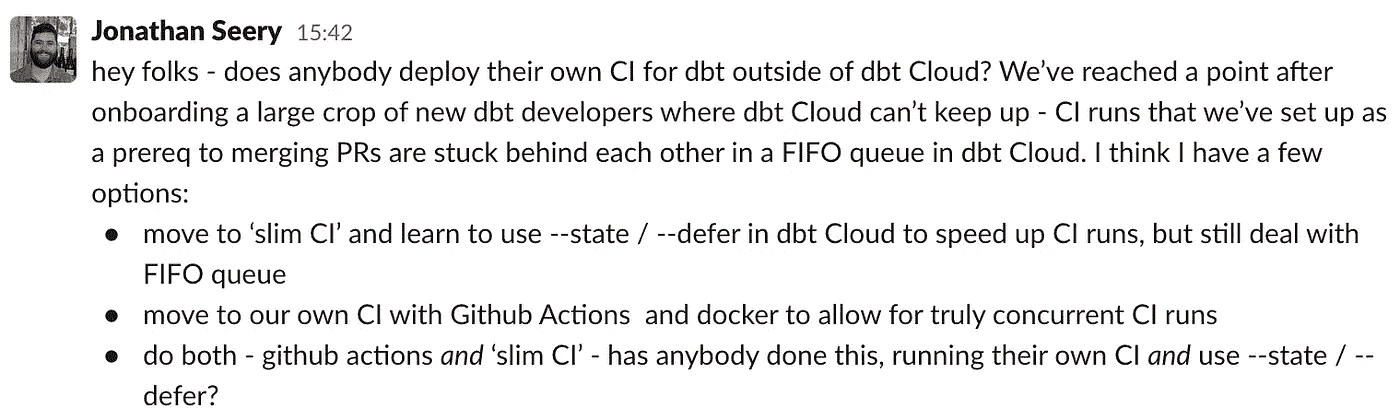 Jonathan Seery 15:42
hey folks - does anybody deploy their own CI for dbt outside of dbt Cloud? We’ve reached a point after
onboarding a large crop of new dbt developers where dbt Cloud can’t keep up - CI runs that we’ve set up as
a prereq to merging PRs are stuck behind each other in a FIFO queue in dbt Cloud. I think I have a few
options:
● move to ‘slim CI’ and learn to use --state / --defer in dbt Cloud to speed up CI runs, but still deal with
FIFO queue
● move to our own CI with Github Actions  and docker to allow for truly concurrent CI runs
● do both - github actions and ‘slim CI’ - has anybody done this, running their own CI and use --state / --
defer?